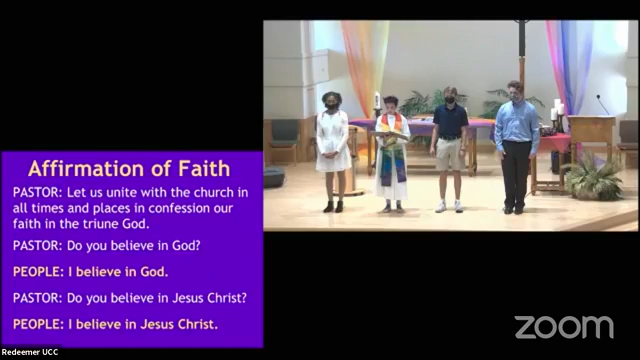 Affirmation of Faith
PASTOR: Let us unite with the church in
all times and places in confession our
faith in the triune God.
PASTOR: Do you believe in God?
PEOPLE: I believe in God.
PASTOR: Do you believe in Jesus Christ?
PEOPLE: I believe in Jesus Christ.
Redeemer UCC
zoom